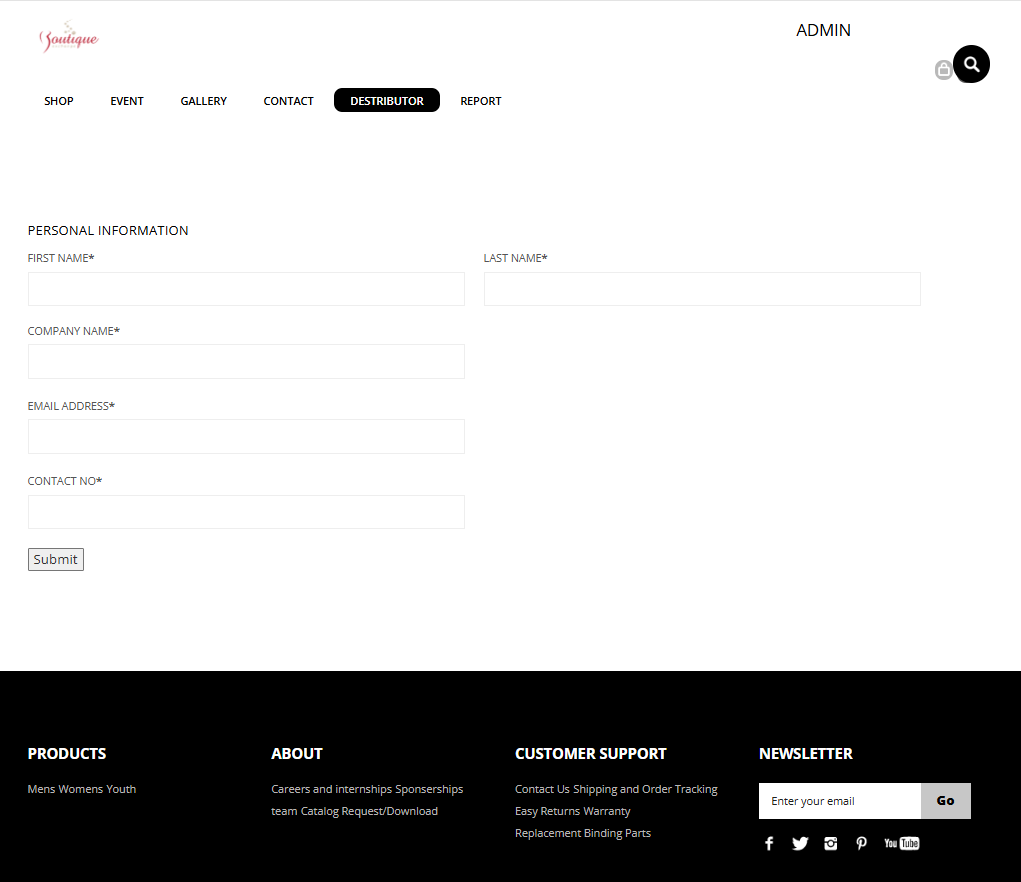 Boutique
ADMIN
SHOP EVENT GALLERY CONTACT DESTRIBUTOR REPORT
PERSONAL INFORMATION
FIRST NAME* LAST NAME*
COMPANY NAME*
EMAIL ADDRESS*
CONTACT NO*
Submit
PRODUCTS
Mens Womens Youth
ABOUT
Careers and internships Sponserships
team Catalog Request/Download
CUSTOMER SUPPORT
Contact Us Shipping and Order Tracking
Easy Returns Warranty
Replacement Binding Parts
NEWSLETTER
Enter your email Go
You Tube